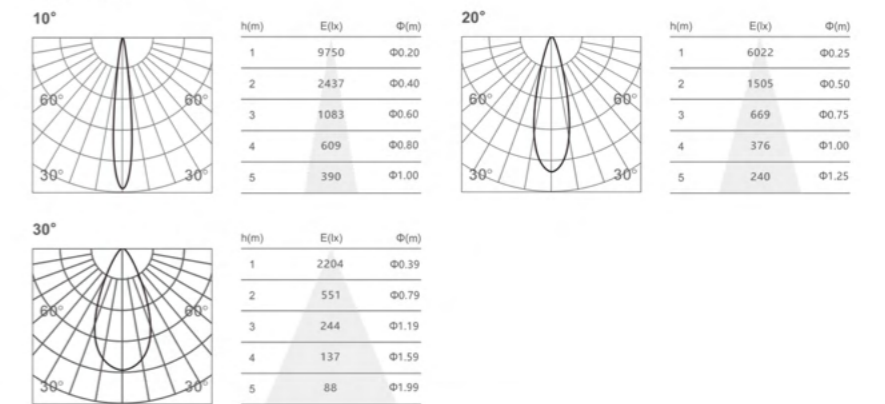 10°
h(m) E(lx) Φ(m)
1 9750 Φ0.20
2 2437 Φ0.40
3 1083 Φ0.60
4 609 Φ0.80
5 390 Φ1.00
60° 60°
30° 30°
20°
h(m) E(lx) Φ(m)
1 6022 Φ0.25
2 1505 Φ0.50
3 669 Φ0.75
4 376 Φ1.00
5 240 Φ1.25
60° 60°
30° 30°
30°
h(m) E(lx) Φ(m)
1 2204 Φ0.39
2 551 Φ0.79
3 244 Φ1.19
4 137 Φ1.59
5 88 Φ1.99
60° 60°
30° 30°